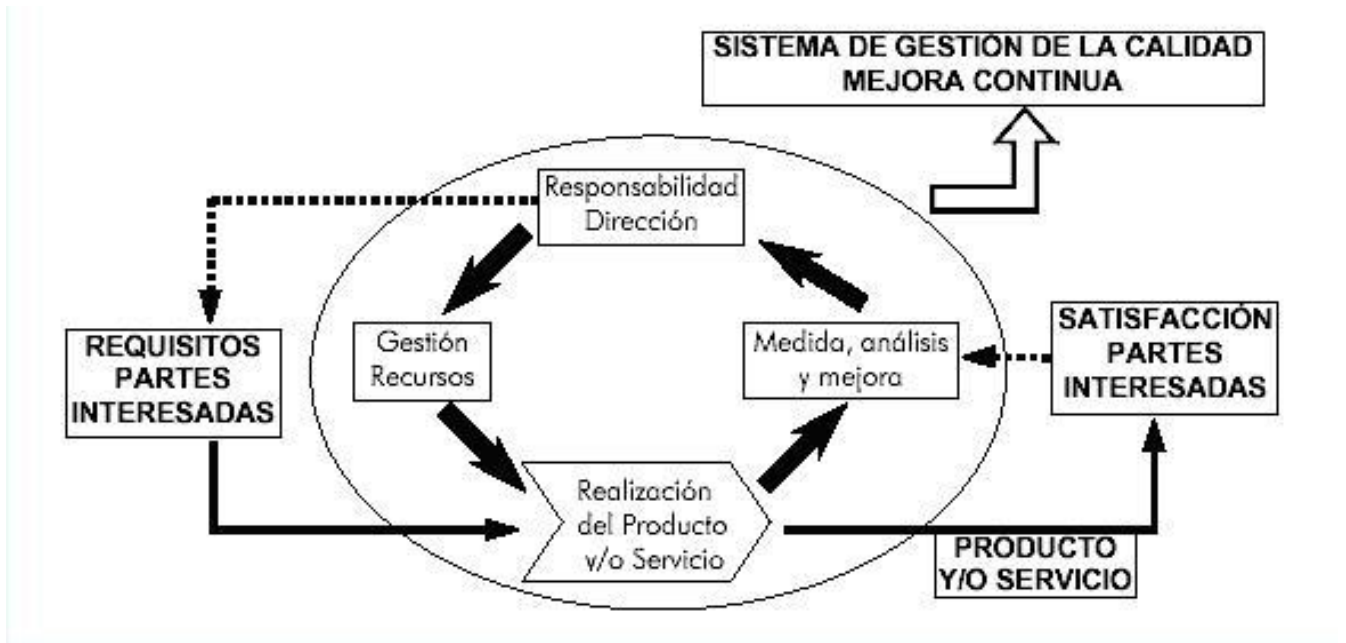 SISTEMA DE GESTIÓN DE LA CALIDAD
MEJORA CONTINUA
Responsabilidad
Dirección
REQUISITOS
PARTES
INTERESADAS
Gestión
Recursos
Medida, análisis
y mejora
SATISFACCIÓN
PARTES
INTERESADAS
Realización
del Producto
y/o Servicio
PRODUCTO
Y/O SERVICIO